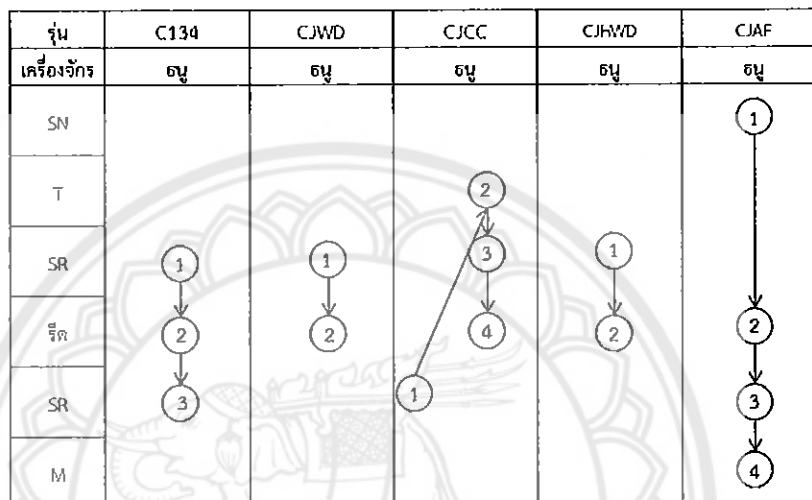 รุ่น C134 CJWD CJCC CJHWD CJAF
เครื่องจักร ธนู ธนู ธนู ธนู ธนู
SN 1
T 2
SR 1 1 3 1
รีด 2 2 4 2 2
SR 3 1 3
M 4